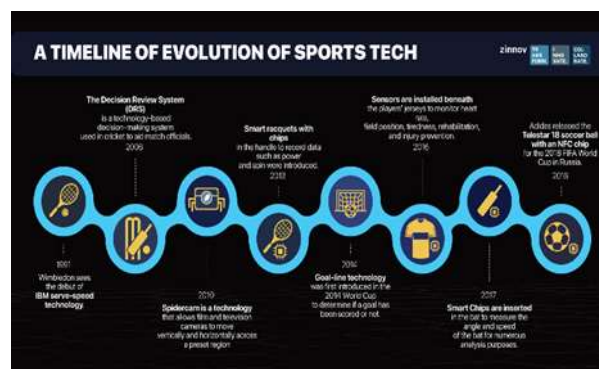 A TIMELINE OF EVOLUTION OF SPORTS TECH
zinnov
The Decision Review System
(DRS)
is a technology-based
decision-making system
used in cricket to aid match officials.
2006
Smart racquets with
chips
in the handle to record data
such as power
and spin were introduced.
Sensors are installed beneath
the players' jerseys to monitor heart
rate,
field position, tiredness, rehabilitation,
and injury prevention.
2016
released the
Telestar 18 soccer ball
with an NFC chip
for the 2018 FIFA World
Cup in Russia.
2018
1991
Wimbledon sees
the debut of
IBM serve-speed
technology.
2010
Spidercam is a technology
that allows film and television
cameras to move
vertically and horizontally across
a preset region
2014
Goal-line technology
was first introduced in the
2014 World Cup
to determine if a goal has
been scored or not.
2017
Smart Chips are inserted
in the bat to measure the
angle and speed
of the bat for numerous
analysis purposes.